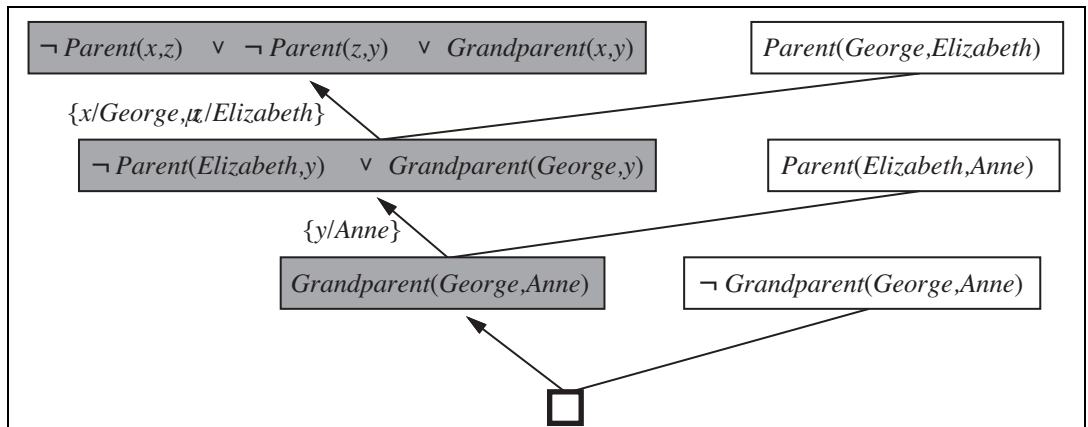 ¬ Parent(x,z) ∨ ¬ Parent(z,y) ∨ Grandparent(x,y)
Parent(George,Elizabeth)
{x/George, z/Elizabeth}
¬ Parent(Elizabeth,y) ∨ Grandparent(George,y)
Parent(Elizabeth,Anne)
{y/Anne}
Grandparent(George,Anne)
¬ Grandparent(George,Anne)